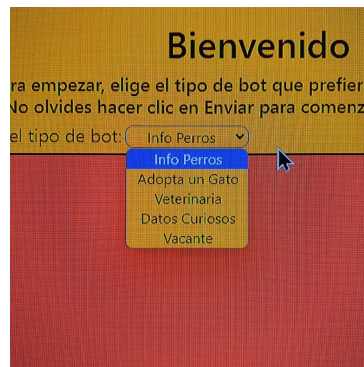 Bienvenido
ra empezar, elige el tipo de bot que prefier
No olvides hacer clic en Enviar para comenz
el tipo de bot: Info Perros
Info Perros
Adopta un Gato
Veterinaria
Datos Curiosos
Vacante